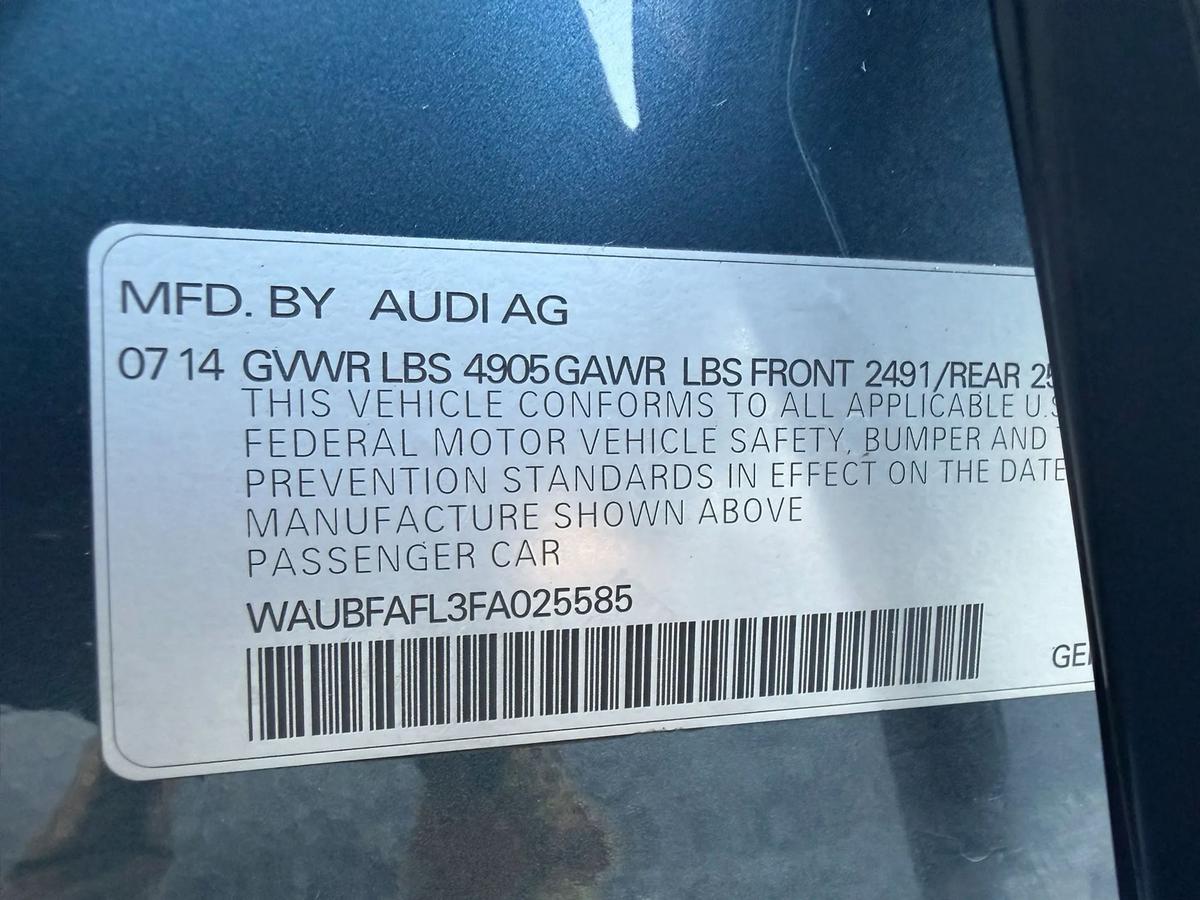 MFD. BY AUDI AG
07 14 GVWR LBS 4905 GAWR LBS FRONT 2491/REAR
THIS VEHICLE CONFORMS TO ALL APPLICABLE
FEDERAL MOTOR VEHICLE SAFETY, BUMPER AND
PREVENTION STANDARDS IN EFFECT ON THE DATE
MANUFACTURE SHOWN ABOVE
PASSENGER CAR
WAUBFAFL3FA025585